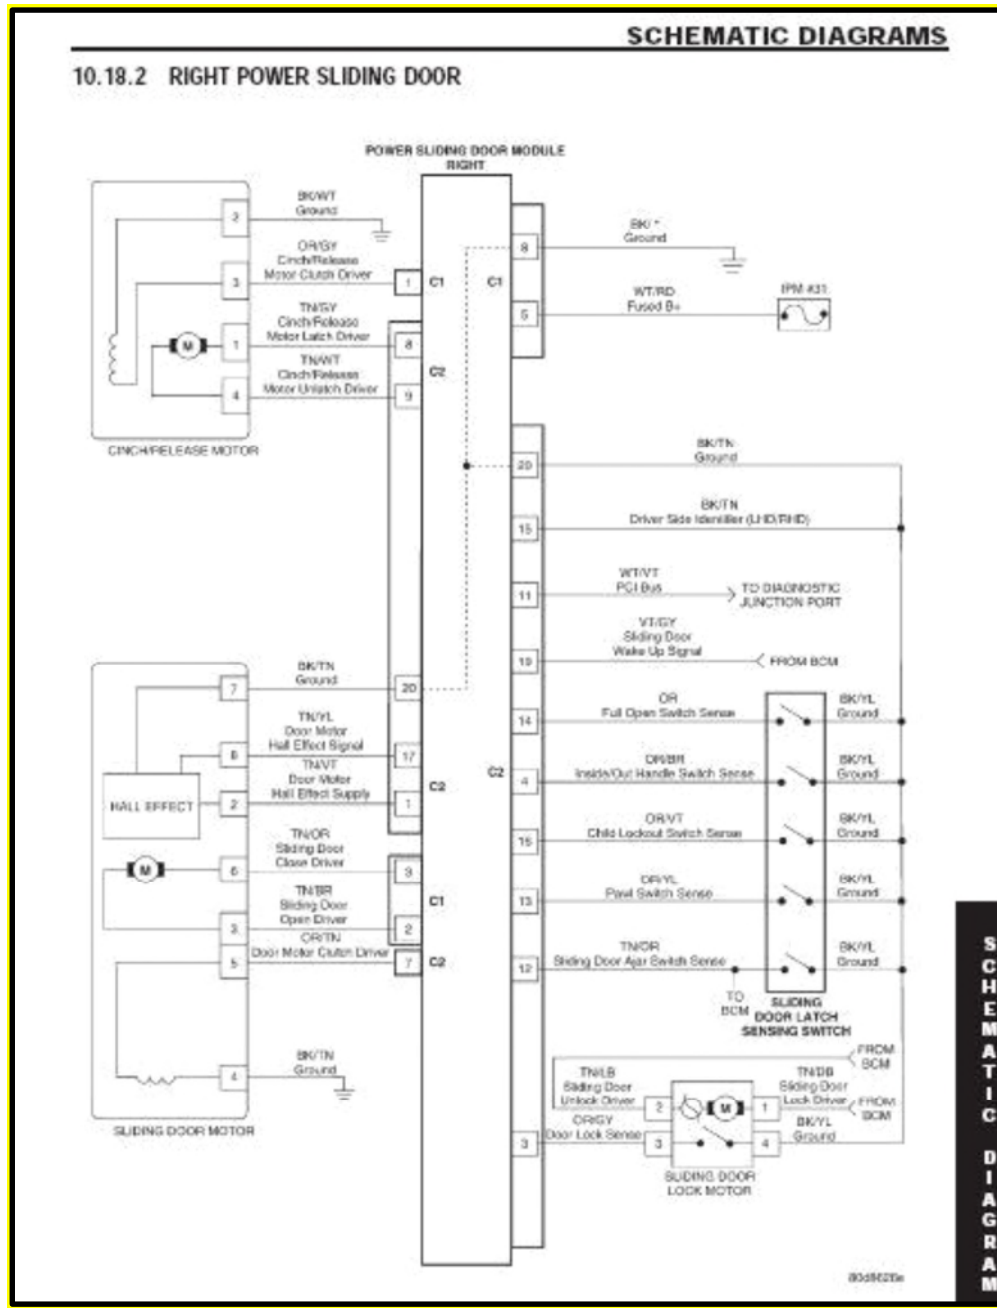 SCHEMATIC DIAGRAMS
10.18.2 RIGHT POWER SLIDING DOOR
POWER SLIDING DOOR MODULE
RIGHT
BK/WT
Ground
2
OR/GY
Cinch/Release
Motor Clutch Driver
3
1
C1
TN/GY
Cinch/Release
Motor Latch Driver
M
1
8
TN/WT
Cinch/Release
Motor Unlatch Driver
C2
4
9
CINCH/RELEASE MOTOR
BK/*
Ground
8
C1
WT/RD
Fused B+
5
IPM #31
BK/TN
Ground
20
BK/TN
Driver Side Identifier (LHD/RHD)
15
WT/VT
PCI Bus
11
TO DIAGNOSTIC
JUNCTION PORT
VT/GY
Sliding Door
Wake Up Signal
19
FROM BCM
OR
Full Open Switch Sense
14
BK/YL
Ground
C2
OR/BR
Inside/Out Handle Switch Sense
4
BK/YL
Ground
OR/VT
Child Lockout Switch Sense
BK/YL
Ground
OR/YL
Pawl Switch Sense
13
BK/YL
Ground
TN/OR
Sliding Door Ajar Switch Sense
12
BK/YL
Ground
TO
BCM
SLIDING
DOOR LATCH
SENSING SWITCH
BK/TN
Ground
7
20
TN/YL
Door Motor
Hall Effect Signal
8
17
TN/VT
Door Motor
Hall Effect Supply
HALL EFFECT
2
1
C2
TN/OR
Sliding Door
Close Driver
M
6
3
TN/BR
Sliding Door
Open Driver
C1
3
2
OR/TN
Door Motor Clutch Driver
5
7
C2
BK/TN
Ground
4
SLIDING DOOR MOTOR
FROM
BCM
TN/LB
Sliding Door
Unlock Driver
2
M
1
TN/DB
Sliding Door
Lock Driver
FROM
BCM
OR/GY
Door Lock Sense
3
3
4
BK/YL
Ground
SLIDING DOOR
LOCK MOTOR
SCHEMATIC DIAGRAM